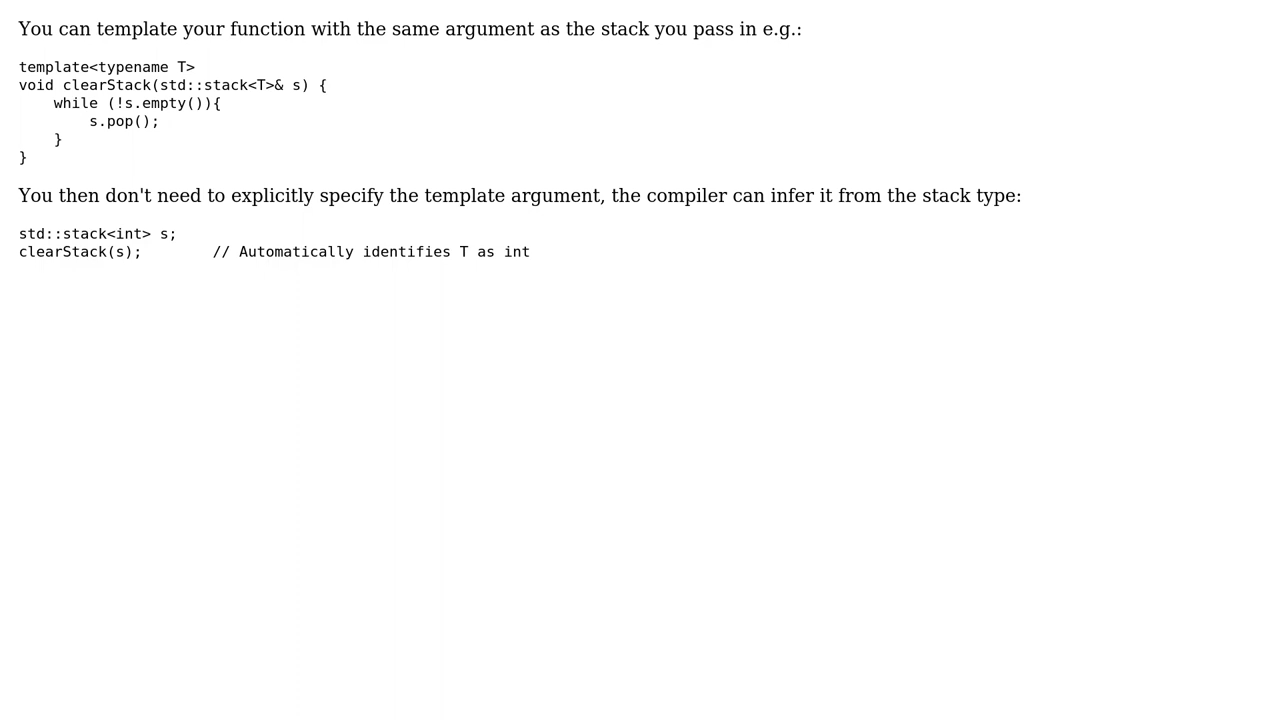 You can template your function with the same argument as the stack you pass in e.g.:
template<typename T>
void clearStack(std::stack<T>& s) {
    while (!s.empty()){
        s.pop();
    }
}
You then don't need to explicitly specify the template argument, the compiler can infer it from the stack type:
std::stack<int> s;
clearStack(s);        // Automatically identifies T as int